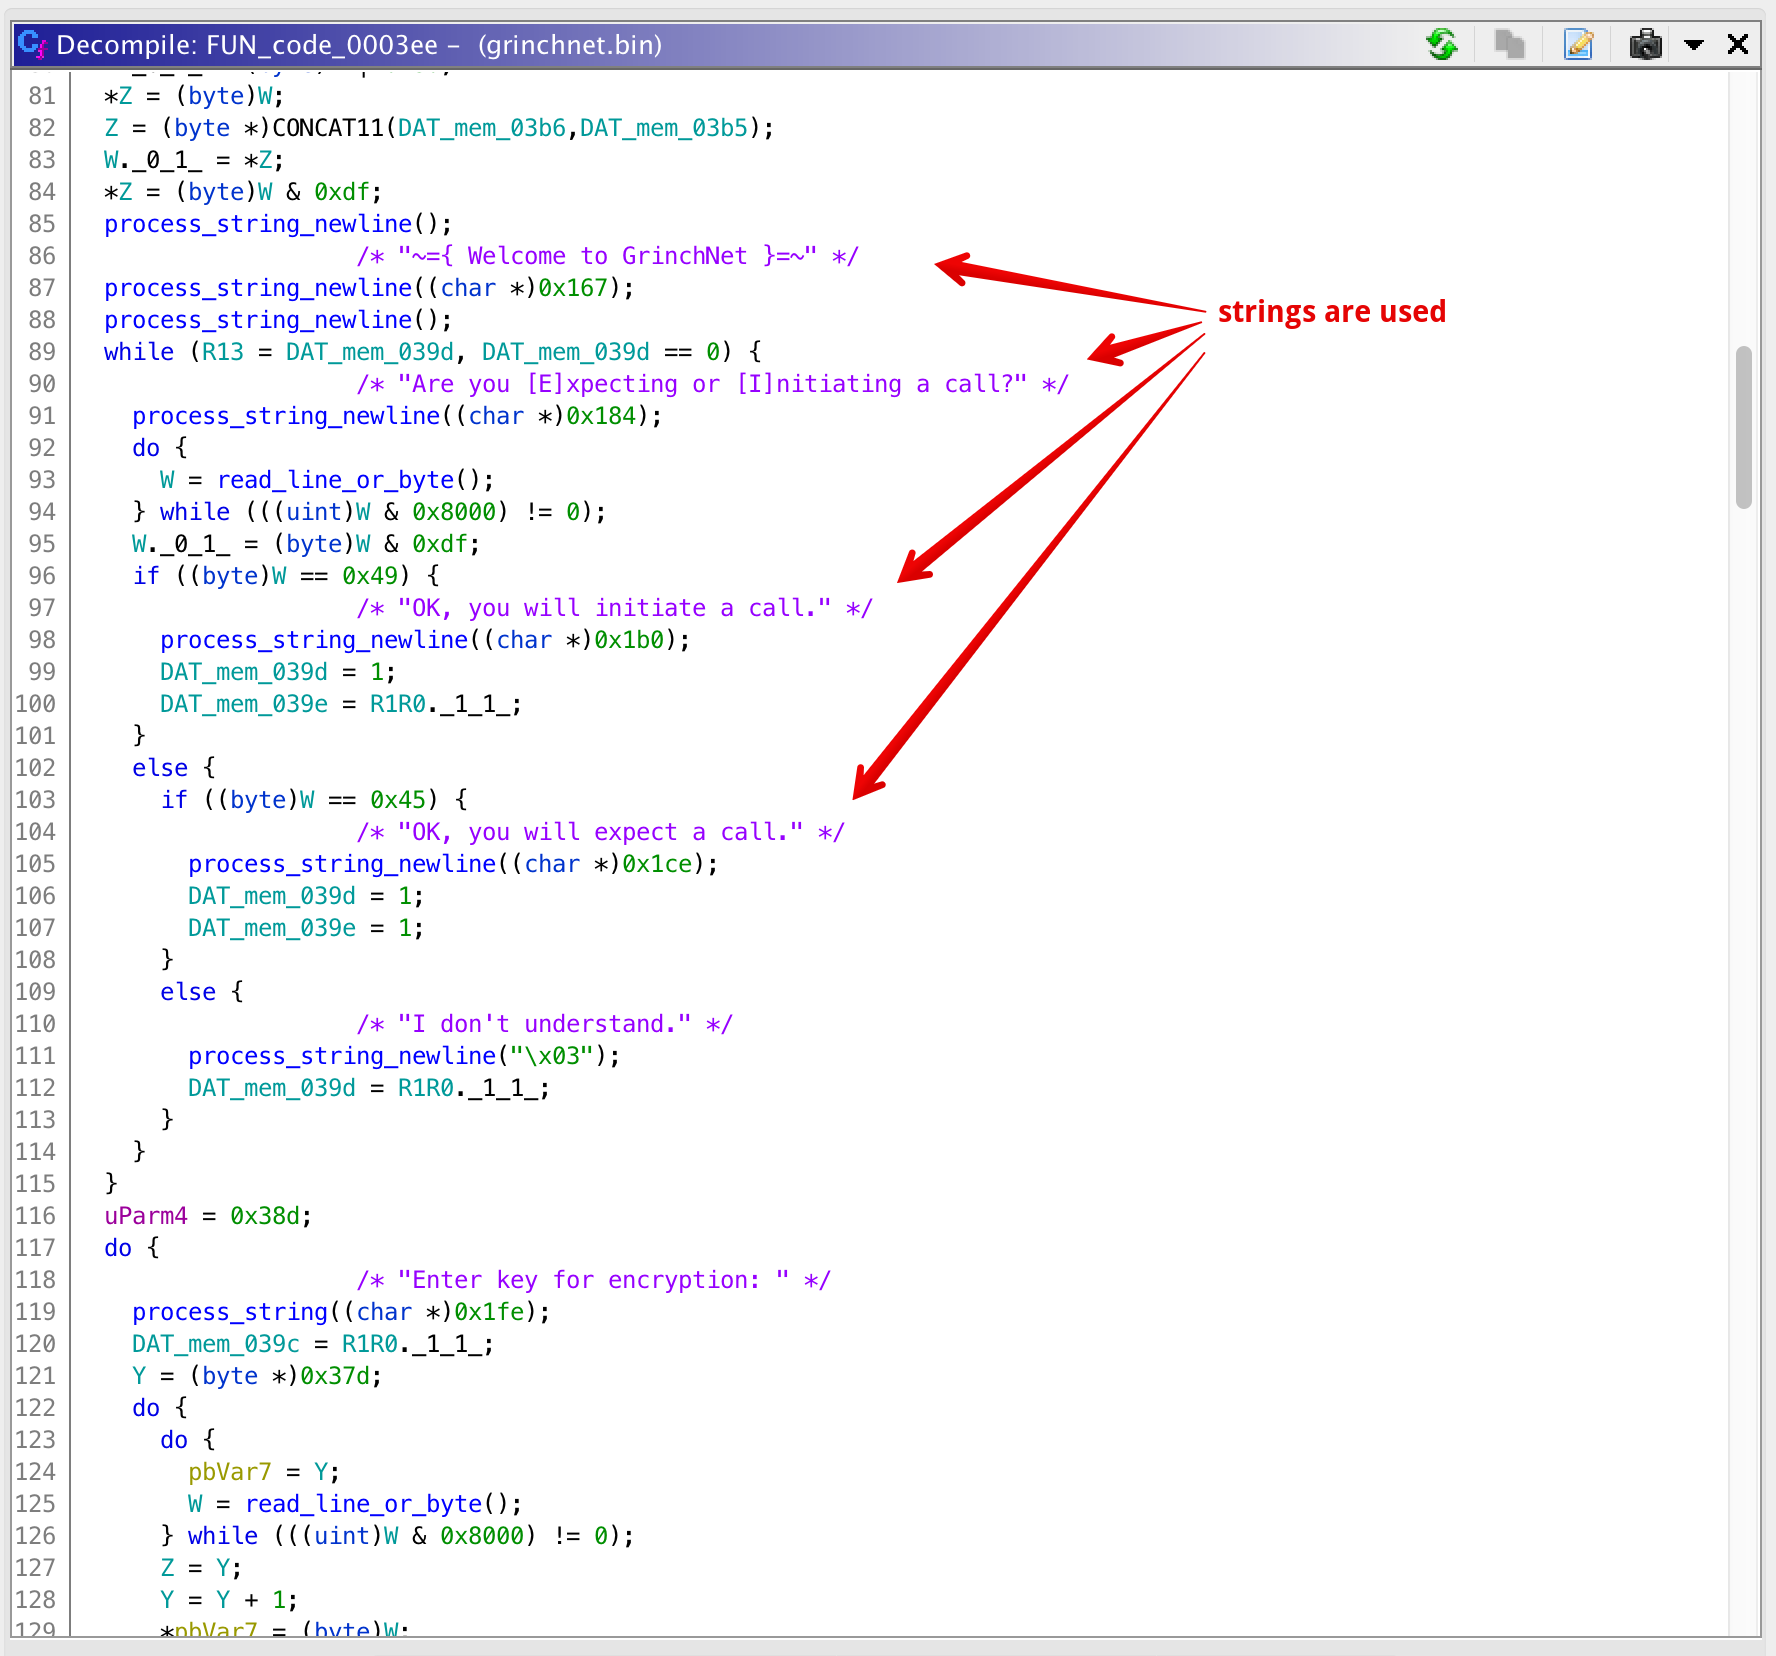 Decompile: FUN_code_0003ee – (grinchnet.bin)
81 *Z = (byte)W;
82 Z = (byte *)CONCAT11(DAT_mem_03b6,DAT_mem_03b5);
83 W._0_1_ = *Z;
84 *Z = (byte)W & 0xdf;
85 process_string_newline();
86 /* "~={ Welcome to GrinchNet }=~" */
87 process_string_newline((char *)0x167);
strings are used
88 process_string_newline();
89 while (R13 = DAT_mem_039d, DAT_mem_039d == 0) {
90 /* "Are you [E]xpecting or [I]nitiating a call?" */
91 process_string_newline((char *)0x184);
92 do {
93 W = read_line_or_byte();
94 } while (((uint)W & 0x8000) != 0);
95 W._0_1_ = (byte)W & 0xdf;
96 if ((byte)W == 0x49) {
97 /* "OK, you will initiate a call." */
98 process_string_newline((char *)0x1b0);
99 DAT_mem_039d = 1;
100 DAT_mem_039e = R1R0._1_1_;
101 }
102 else {
103 if ((byte)W == 0x45) {
104 /* "OK, you will expect a call." */
105 process_string_newline((char *)0x1ce);
106 DAT_mem_039d = 1;
107 DAT_mem_039e = 1;
108 }
109 else {
110 /* "I don't understand." */
111 process_string_newline("\x03");
112 DAT_mem_039d = R1R0._1_1_;
113 }
114 }
115 }
116 uParm4 = 0x38d;
117 do {
118 /* "Enter key for encryption: " */
119 process_string((char *)0x1fe);
120 DAT_mem_039c = R1R0._1_1_;
121 Y = (byte *)0x37d;
122 do {
123 do {
124 pbVar7 = Y;
125 W = read_line_or_byte();
126 } while (((uint)W & 0x8000) != 0);
127 Z = Y;
128 Y = Y + 1;
129 *pbVar7 = (byte)W;